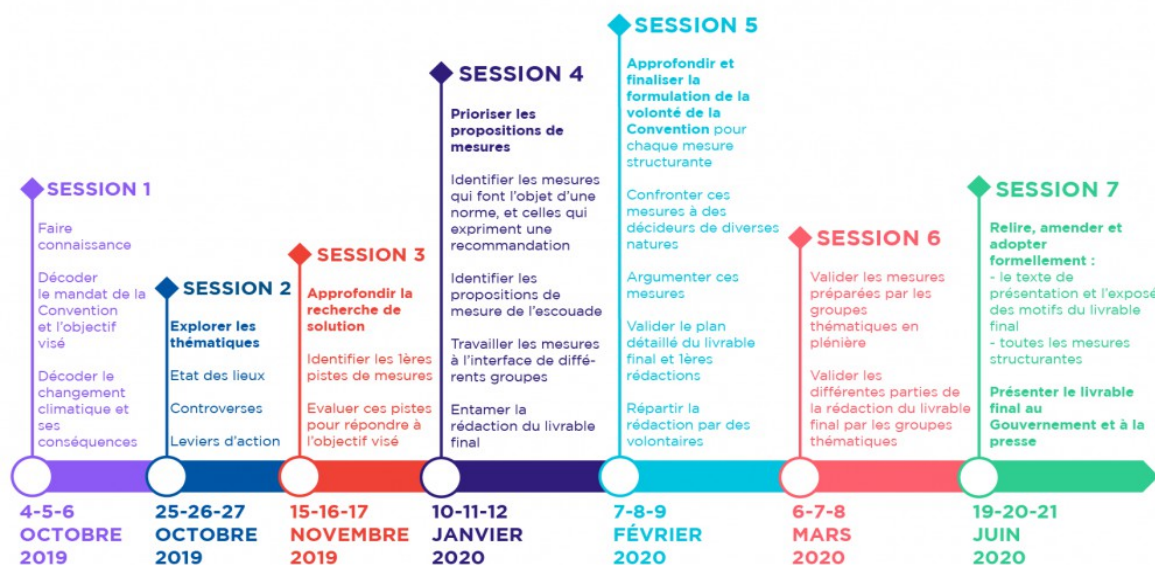 SESSION 1
Faire
connaissance
Décoder
le mandat de la
Convention
et l'objectif
visé
Décoder le
changement
climatique et
ses
conséquences
4-5-6
OCTOBRE
2019
SESSION 2
Explorer les
thématiques
Etat des lieux
Controverses
Leviers d'action
25-26-27
OCTOBRE
2019
SESSION 3
Approfondir la
recherche de
solution
Identifier les 1ères
pistes de mesures
Evaluer ces pistes
pour répondre à
l'objectif visé
15-16-17
NOVEMBRE
2019
SESSION 4
Prioriser les
propositions de
mesures
Identifier les mesures
qui font l'objet d'une
norme, et celles qui
expriment une
recommandation
Identifier les
propositions de
mesure de l'escouade
Travailler les mesures
à l'interface de diffé-
rents groupes
Entamer la
rédaction du livrable
final
10-11-12
JANVIER
2020
SESSION 5
Approfondir et
finaliser la
formulation de la
volonté de la
Convention pour
chaque mesure
structurante
Confronter ces
mesures à des
décideurs de diverses
natures
Argumenter ces
mesures
Valider le plan
détaillé du livrable
final et 1ères
rédactions
Répartir la
rédaction par des
volontaires
7-8-9
FÉVRIER
2020
SESSION 6
Valider les mesures
préparées par les
groupes
thématiques en
plénière
Valider les
différentes parties de
la rédaction du livrable
final par les groupes
thématiques
6-7-8
MARS
2020
SESSION 7
Relire, amender et
adopter
formellement :
- le texte de
présentation et l'exposé
des motifs du livrable
final
- toutes les mesures
structurantes
Présenter le livrable
final au
Gouvernement et à la
presse
19-20-21
JUIN
2020